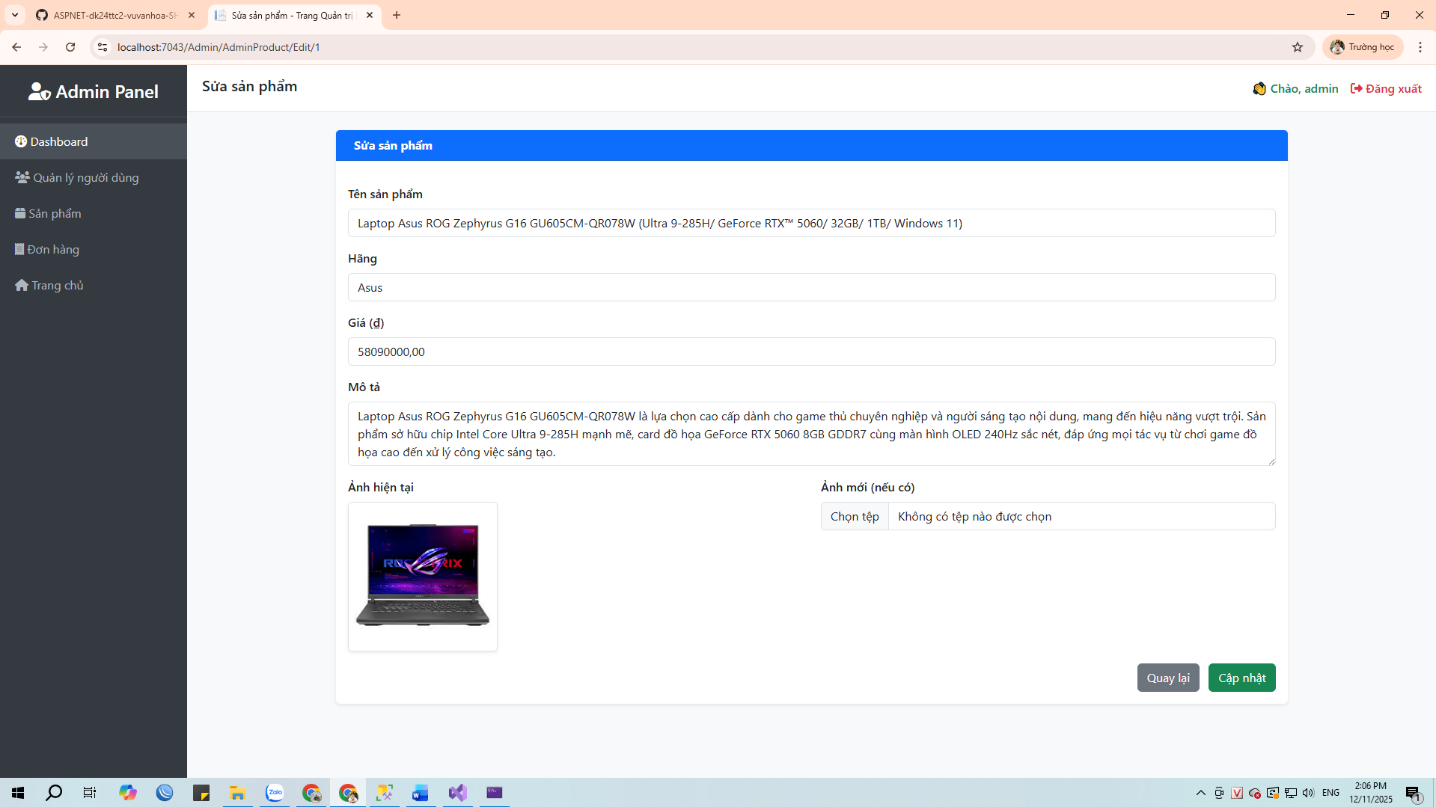 ASPNET-dk24ttc2-vuvanhoa-SH
Sửa sản phẩm - Trang Quản trị
localhost:7043/Admin/AdminProduct/Edit/1
Trường học
Admin Panel
Sửa sản phẩm
Chào, admin
Đăng xuất
Dashboard
Quản lý người dùng
Sản phẩm
Đơn hàng
Trang chủ
Sửa sản phẩm
Tên sản phẩm
Laptop Asus ROG Zephyrus G16 GU605CM-QR078W (Ultra 9-285H/ GeForce RTX™ 5060/ 32GB/ 1TB/ Windows 11)
Hãng
Asus
Giá (₫)
58090000,00
Mô tả
Laptop Asus ROG Zephyrus G16 GU605CM-QR078W là lựa chọn cao cấp dành cho game thủ chuyên nghiệp và người sáng tạo nội dung, mang đến hiệu năng vượt trội. Sản
phẩm sở hữu chip Intel Core Ultra 9-285H mạnh mẽ, card đồ họa GeForce RTX 5060 8GB GDDR7 cùng màn hình OLED 240Hz sắc nét, đáp ứng mọi tác vụ từ chơi game đồ
họa cao đến xử lý công việc sáng tạo.
Ảnh hiện tại
Ảnh mới (nếu có)
Chọn tệp
Không có tệp nào được chọn
Quay lại
Cập nhật
Zalo
ENG
2:06 PM
12/11/2025
1